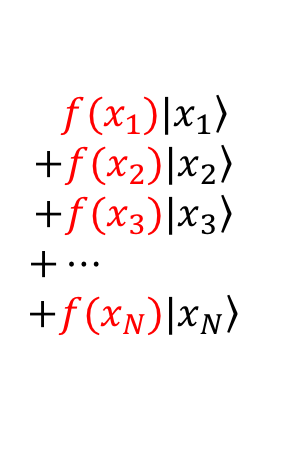 f(x₁)|x₁⟩
+f(x₂)|x₂⟩
+f(x₃)|x₃⟩
+ ⋯
+f(x_N)|x_N⟩